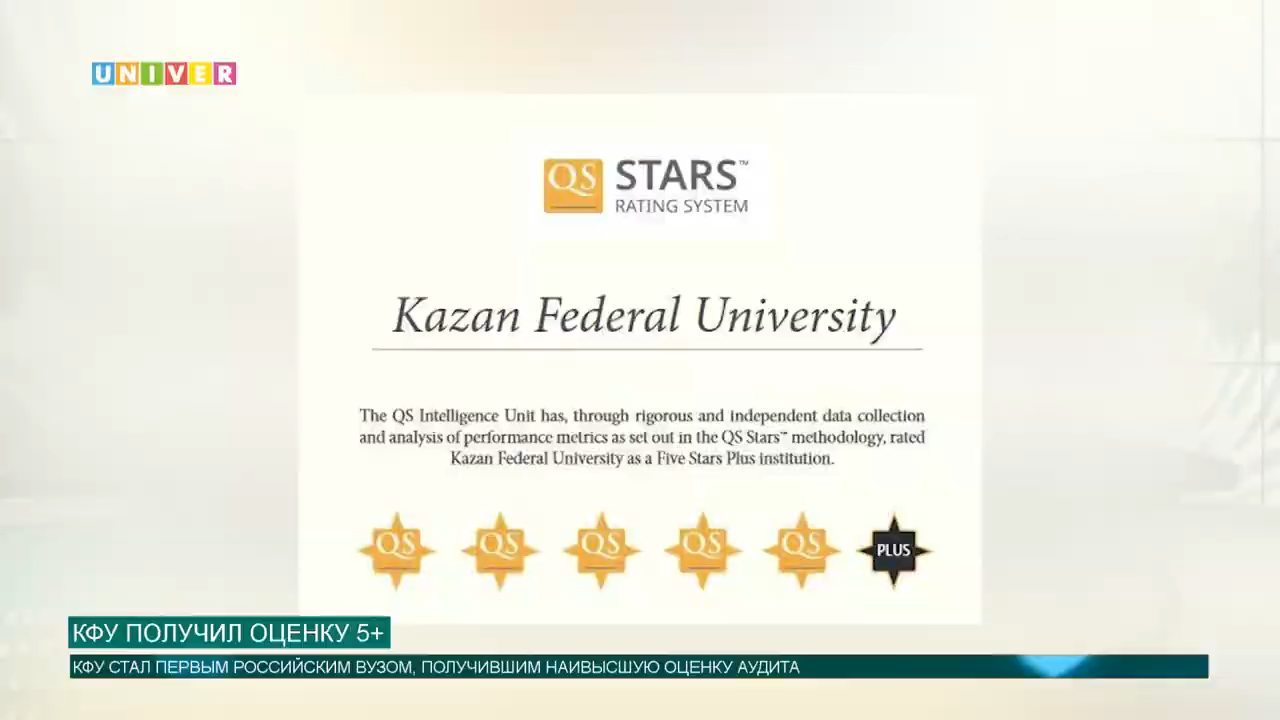 UNIVER
QS STARS™
RATING SYSTEM
Kazan Federal University
The QS Intelligence Unit has, through rigorous and independent data collection
and analysis of performance metrics as set out in the QS Stars™ methodology, rated
Kazan Federal University as a Five Stars Plus institution.
QS QS QS QS QS PLUS
КФУ ПОЛУЧИЛ ОЦЕНКУ 5+
КФУ СТАЛ ПЕРВЫМ РОССИЙСКИМ ВУЗОМ, ПОЛУЧИВШИМ НАИВЫСШУЮ ОЦЕНКУ АУДИТА